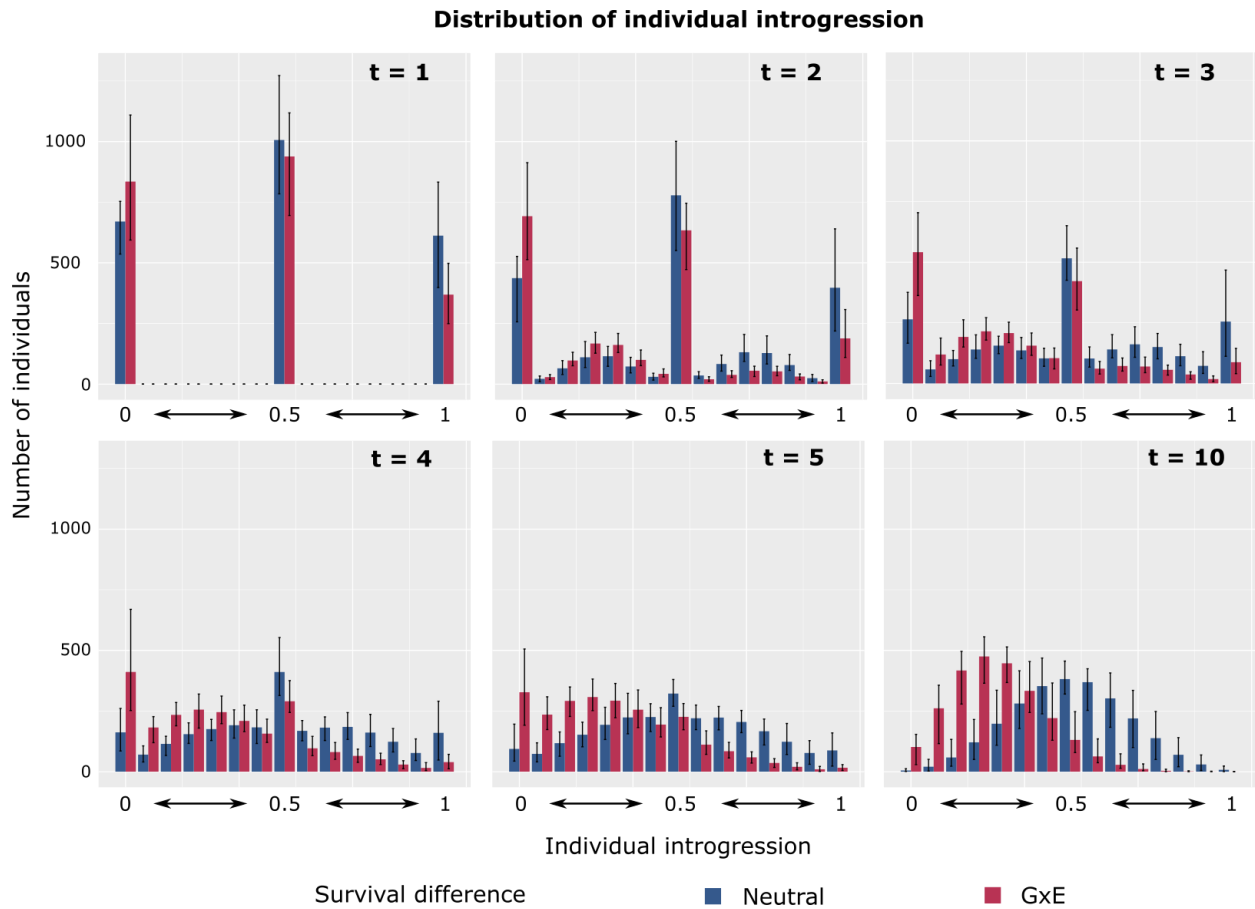 Distribution of individual introgression
t = 1
t = 2
t = 3
1000
500
0
0 0.5 1
0 0.5 1
0 0.5 1
t = 4
t = 5
t = 10
1000
500
0
0 0.5 1
0 0.5 1
0 0.5 1
Number of individuals
Individual introgression
Survival difference Neutral GxE